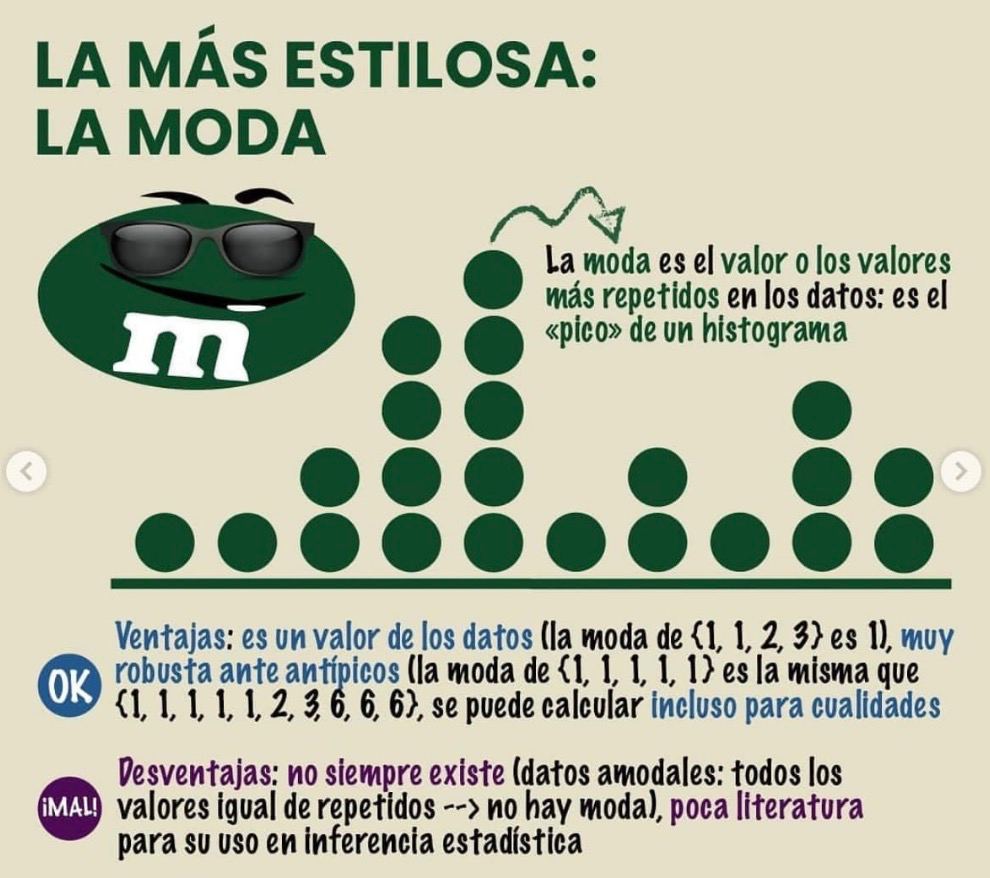 LA MÁS ESTILOSA:
LA MODA
m
La moda es el valor o los valores
más repetidos en los datos: es el
«pico» de un histograma
OK
Ventajas: es un valor de los datos (la moda de {1, 1, 2, 3} es 1), muy
robusta ante antípicos (la moda de {1, 1, 1, 1, 1} es la misma que
{1, 1, 1, 1, 1, 2, 3, 6, 6, 6}, se puede calcular incluso para cualidades
¡MAL!
Desventajas: no siempre existe (datos amodales: todos los
valores igual de repetidos --> no hay moda), poca literatura
para su uso en inferencia estadística